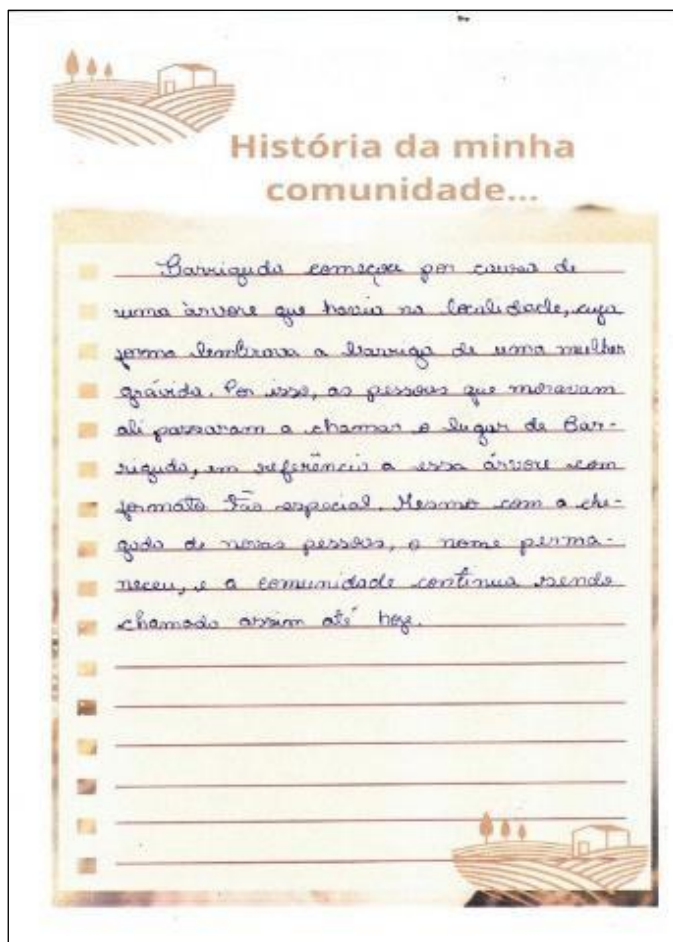 História da minha
comunidade...
Barriguda começou por causa de
uma àrvore que havia na localidade, cuja
forma lembrava a barriga de uma mulher
grávida. Por isso, as pessoas que moravam
ali passaram a chamar o lugar de Bar-
riguda, em referência a essa árvore com
formato tão especial. Mesmo com a che-
gada de novas pessoas, o nome perma-
neceu, e a comunidade continua sendo
chamada assim até hoje.